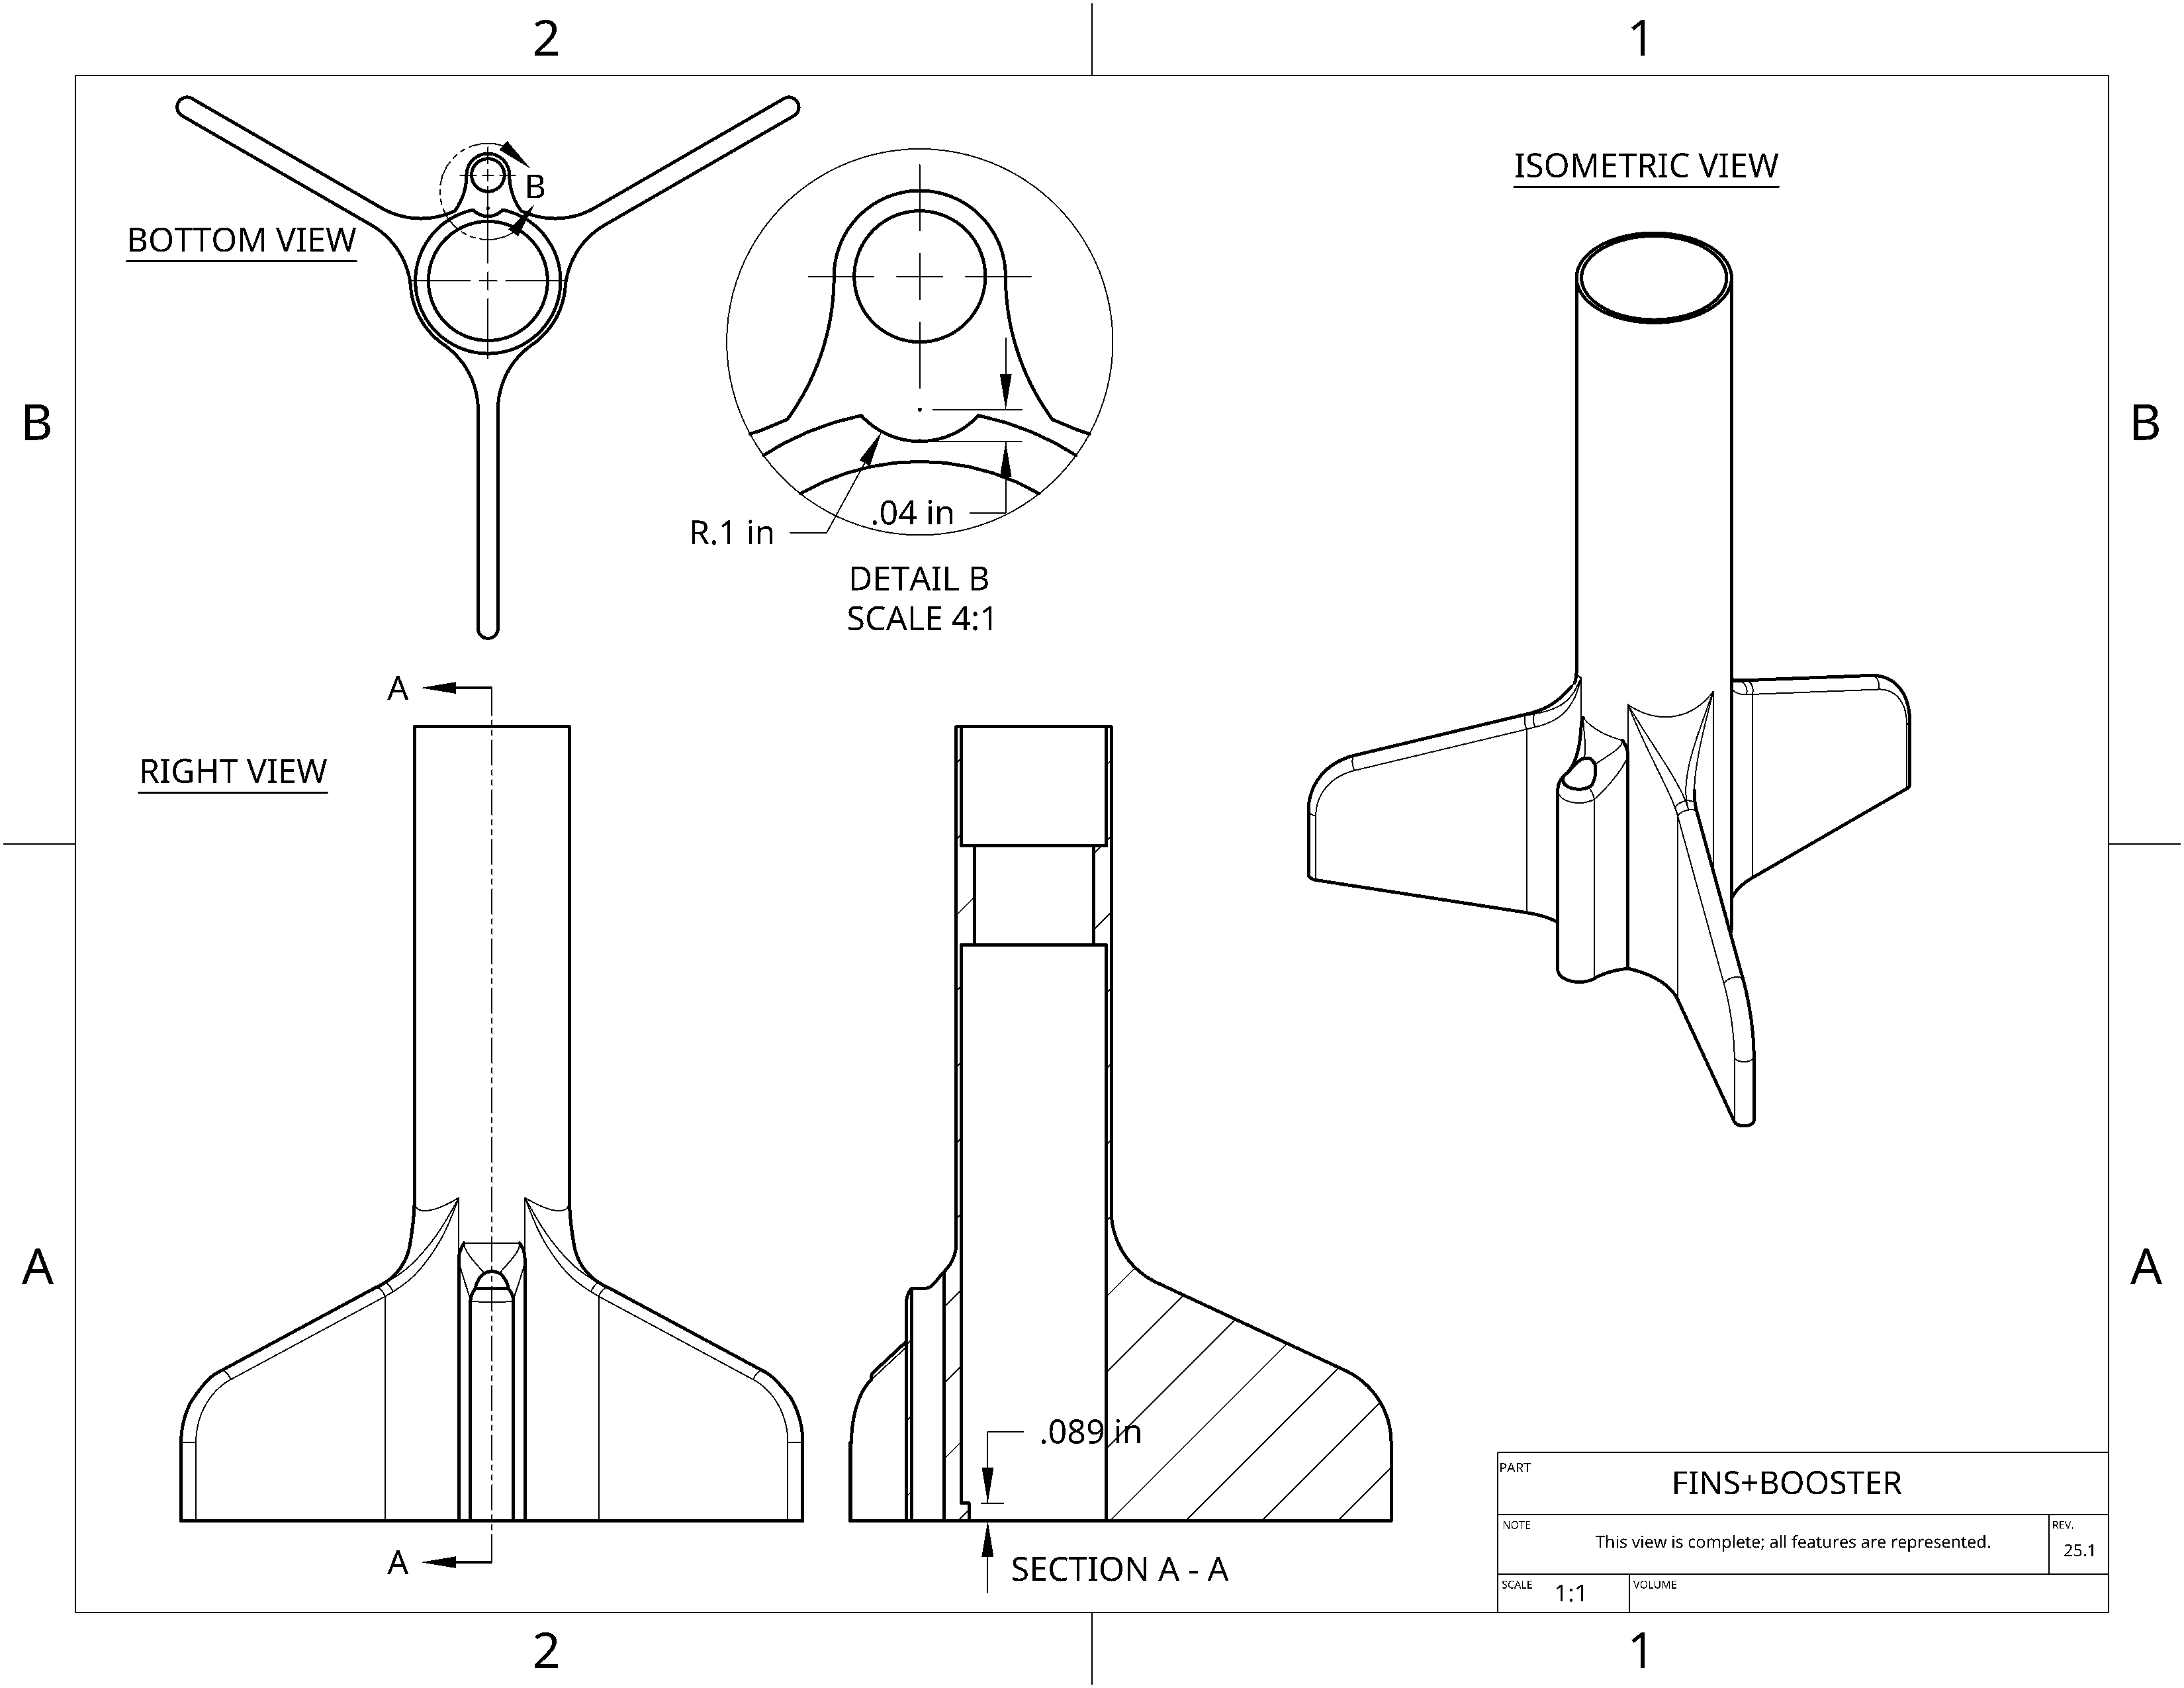 2 1
ISOMETRIC VIEW
B
BOTTOM VIEW
B B
.04 in
R.1 in
DETAIL B
SCALE 4:1
A
RIGHT VIEW
A A
.089 in
PART
FINS+BOOSTER
NOTE
This view is complete; all features are represented.
REV.
25.1
A
SECTION A - A
SCALE 1:1 VOLUME
2 1